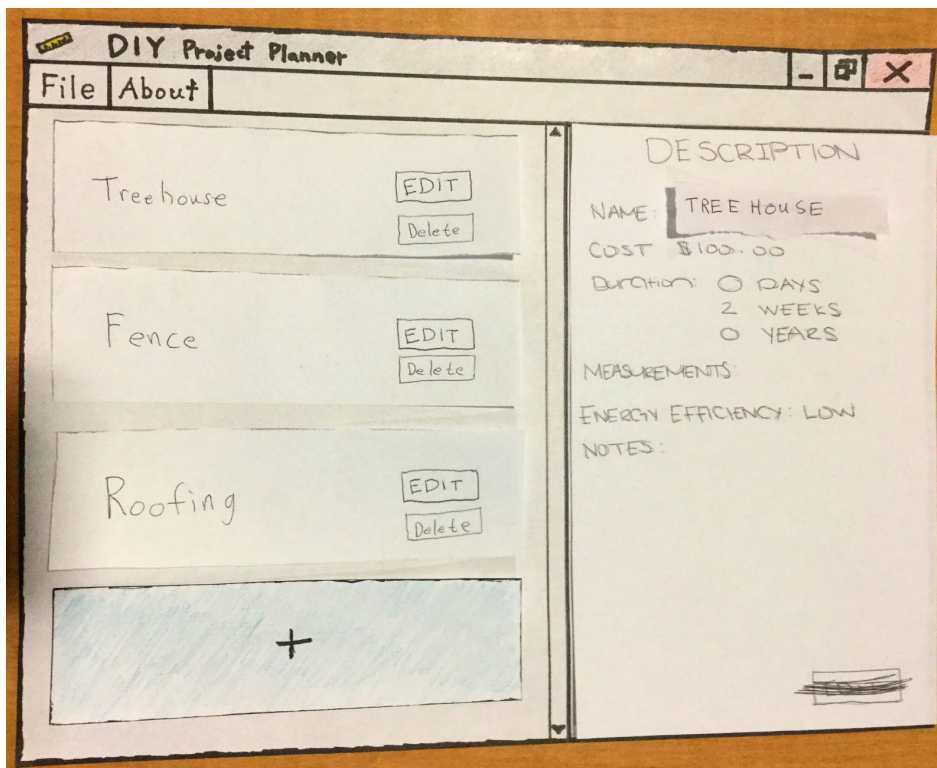 DIY Project Planner
File About
Treehouse
EDIT
Delete
Fence
EDIT
Delete
Roofing
EDIT
Delete
+
DESCRIPTION
NAME: TREE HOUSE
COST $100.00
Duration: 0 DAYS
2 WEEKS
0 YEARS
MEASUREMENTS:
ENERGY EFFICIENCY: LOW
NOTES: